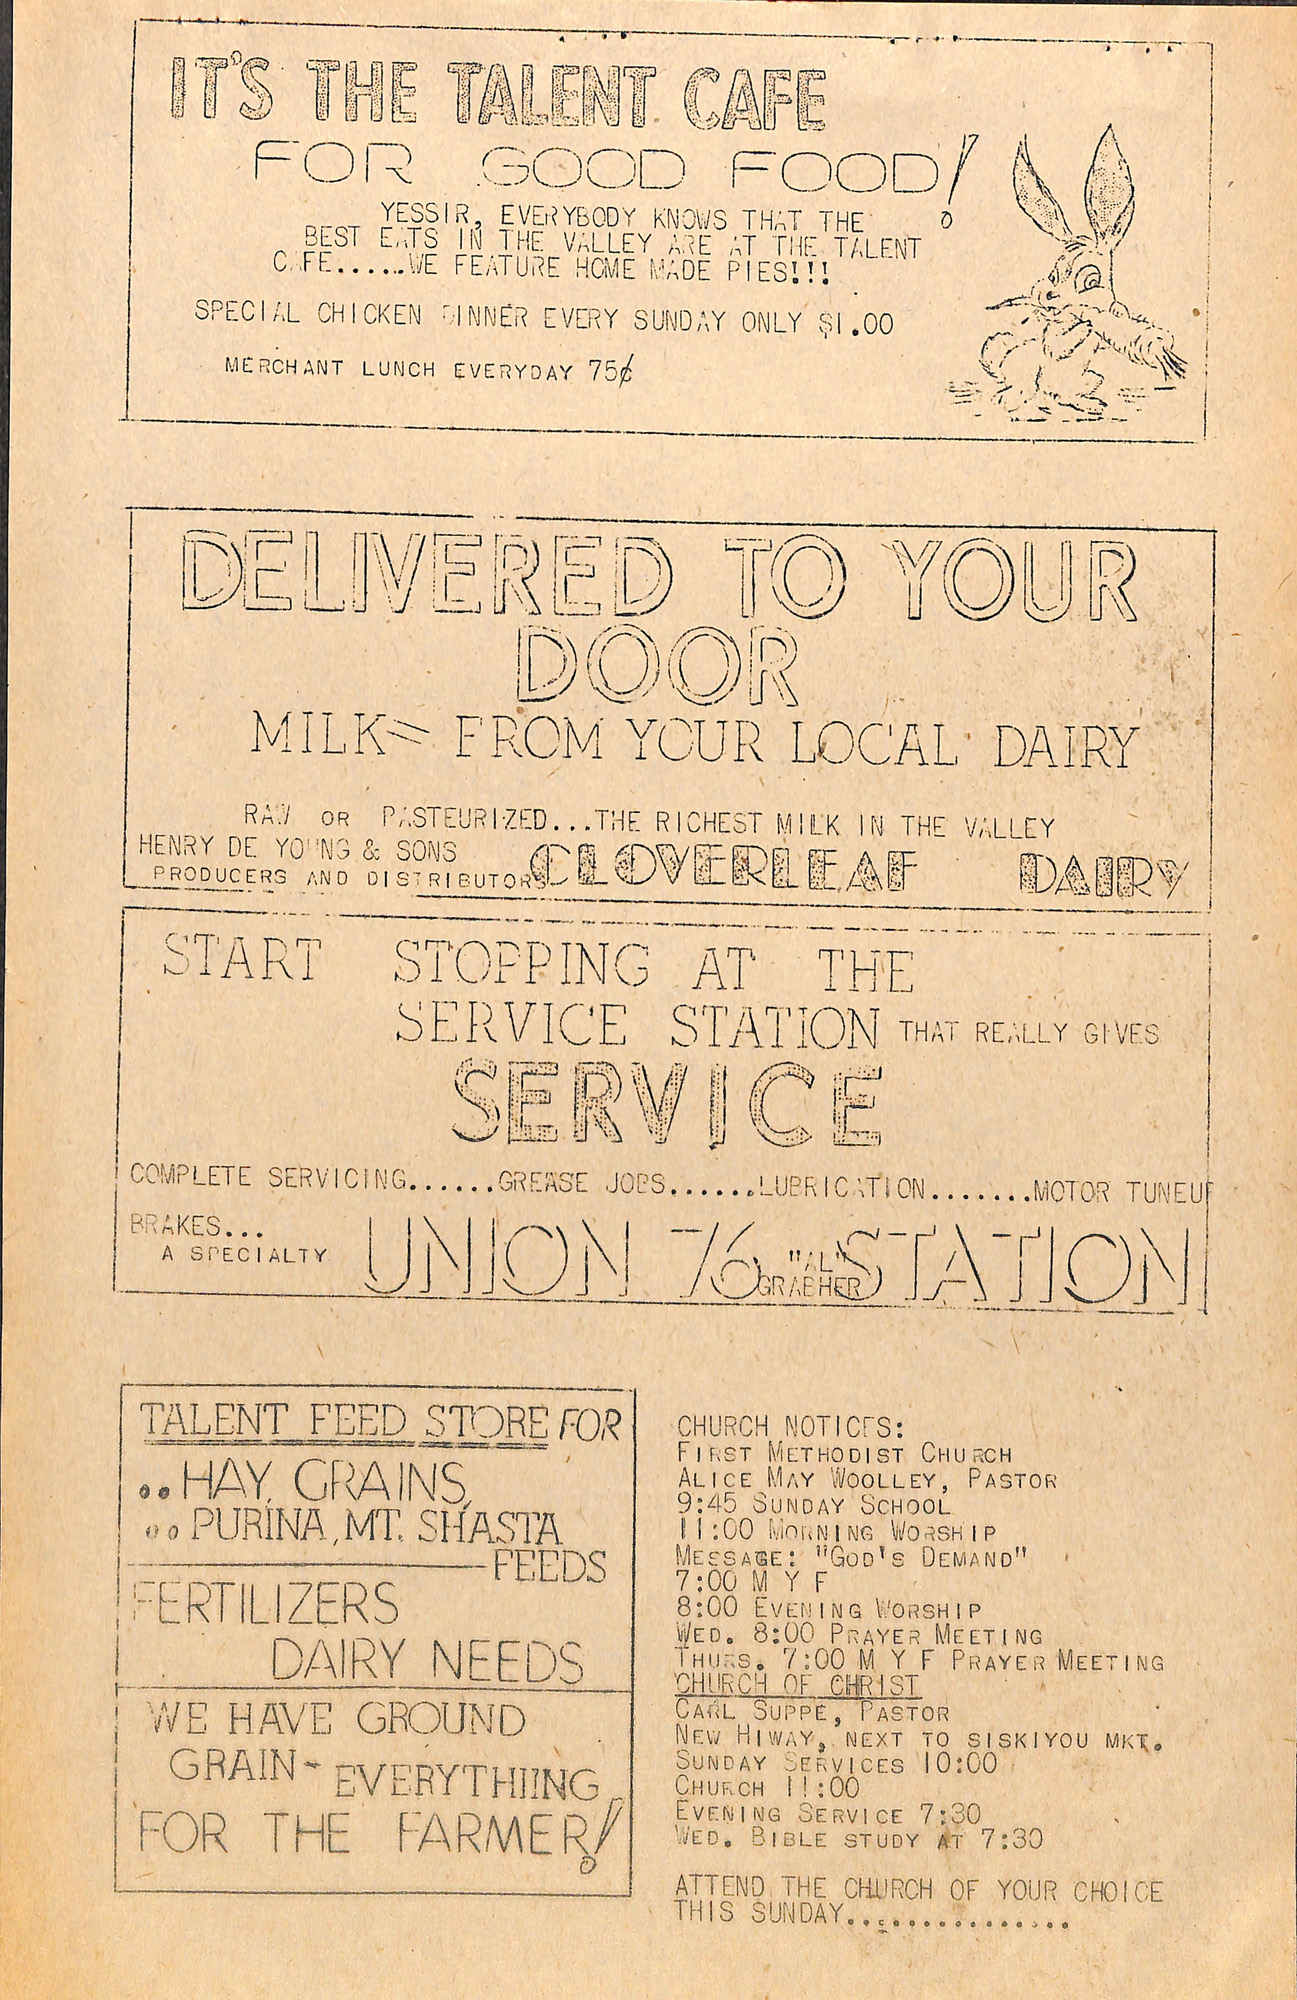 IT'S THE TALENT CAFE
FOR GOOD FOOD!
YESSIR, EVERYBODY KNOWS THAT THE
BEST EATS IN THE VALLEY ARE AT THE TALENT
CAFE......WE FEATURE HOME MADE PIES!!!
SPECIAL CHICKEN DINNER EVERY SUNDAY ONLY $1.00
MERCHANT LUNCH EVERYDAY 75¢
DELIVERED TO YOUR
DOOR
MILK= FROM YOUR LOCAL DAIRY
RAW OR PASTEURIZED...THE RICHEST MILK IN THE VALLEY
HENRY DE YOUNG & SONS
PRODUCERS AND DISTRIBUTORS
CLOVERLEAF DAIRY
START STOPPING AT THE
SERVICE STATION THAT REALLY GIVES
SERVICE
COMPLETE SERVICING.......GREASE JOBS.......LUBRICATION........MOTOR TUNEUP
BRAKES...
A SPECIALTY
UNION 76 "AL" GRABHER STATION
TALENT FEED STORE FOR
..HAY, GRAINS,
..PURINA, MT. SHASTA
FEEDS
FERTILIZERS
DAIRY NEEDS
WE HAVE GROUND
GRAIN- EVERYTHIING
FOR THE FARMER!
CHURCH NOTICES:
FIRST METHODIST CHURCH
ALICE MAY WOOLLEY, PASTOR
9:45 SUNDAY SCHOOL
11:00 MORNING WORSHIP
MESSAGE: "GOD'S DEMAND"
7:00 M Y F
8:00 EVENING WORSHIP
WED. 8:00 PRAYER MEETING
THURS. 7:00 M Y F PRAYER MEETING
CHURCH OF CHRIST
CARL SUPPE, PASTOR
NEW HIWAY, NEXT TO SISKIYOU MKT.
SUNDAY SERVICES 10:00
CHURCH 11:00
EVENING SERVICE 7:30
WED. BIBLE STUDY AT 7:30
ATTEND THE CHURCH OF YOUR CHOICE
THIS SUNDAY................